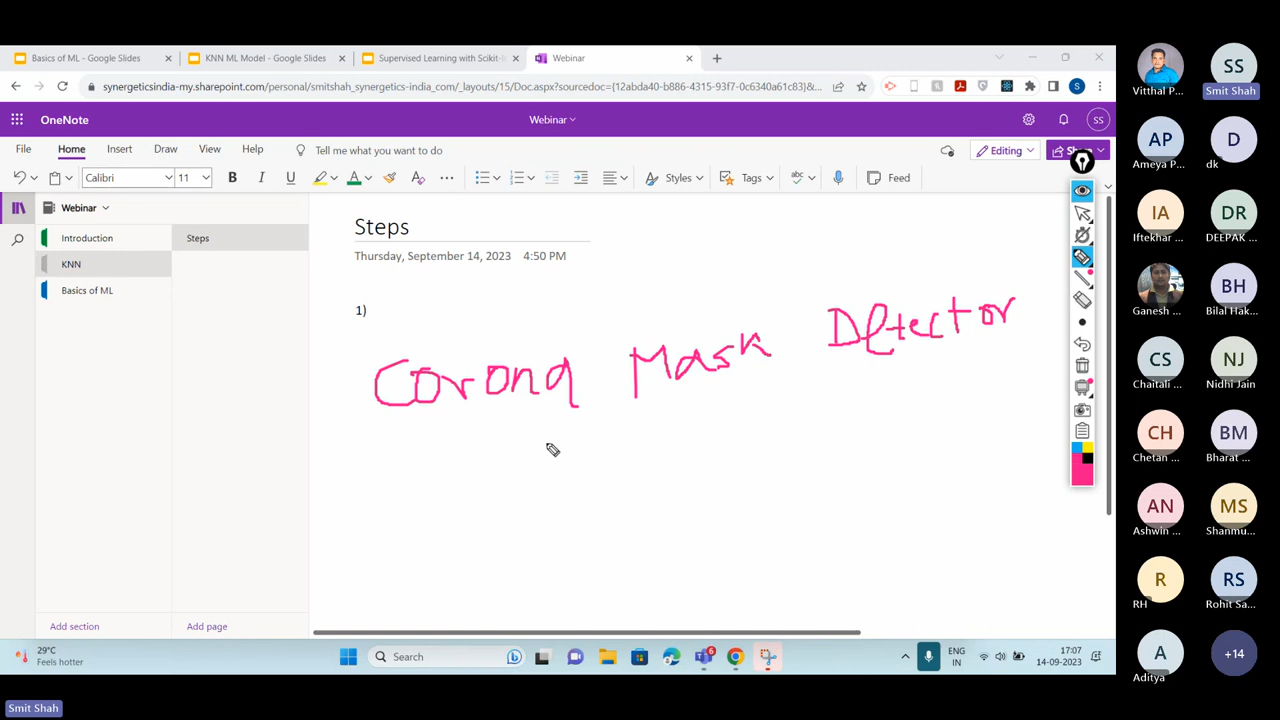 Basics of ML - Google Slides
KNN ML Model - Google Slides
Supervised Learning with Scikit-
Webinar
synergeticsindia-my.sharepoint.com/personal/smitshah_synergetics-india_com/_layouts/15/Doc.aspx?sourcedoc={12abda40-b886-4315-93f7-0c6340a61c83}&...
OneNote
Webinar
SS
File Home Insert Draw View Help Tell me what you want to do
Editing
Calibri 11 B I U A Styles Tags Feed
Webinar
Introduction
KNN
Basics of ML
Steps
Add section
Add page
Steps
Thursday, September 14, 2023 4:50 PM
1)
Corona Mask Detector
29°C
Feels hotter
Search
6
ENG
IN
17:07
14-09-2023
Vitthal P...
SS
Smit Shah
AP
Ameya P...
D
dk
IA
Iftekhar ...
DR
DEEPAK ...
Ganesh ...
BH
Bilal Hak...
CS
Chaitali ...
NJ
Nidhi Jain
CH
Chetan ...
BM
Bharat ...
AN
Ashwin ...
MS
Shanmu...
R
RH
RS
Rohit Sa...
A
Aditya
+14
Smit Shah